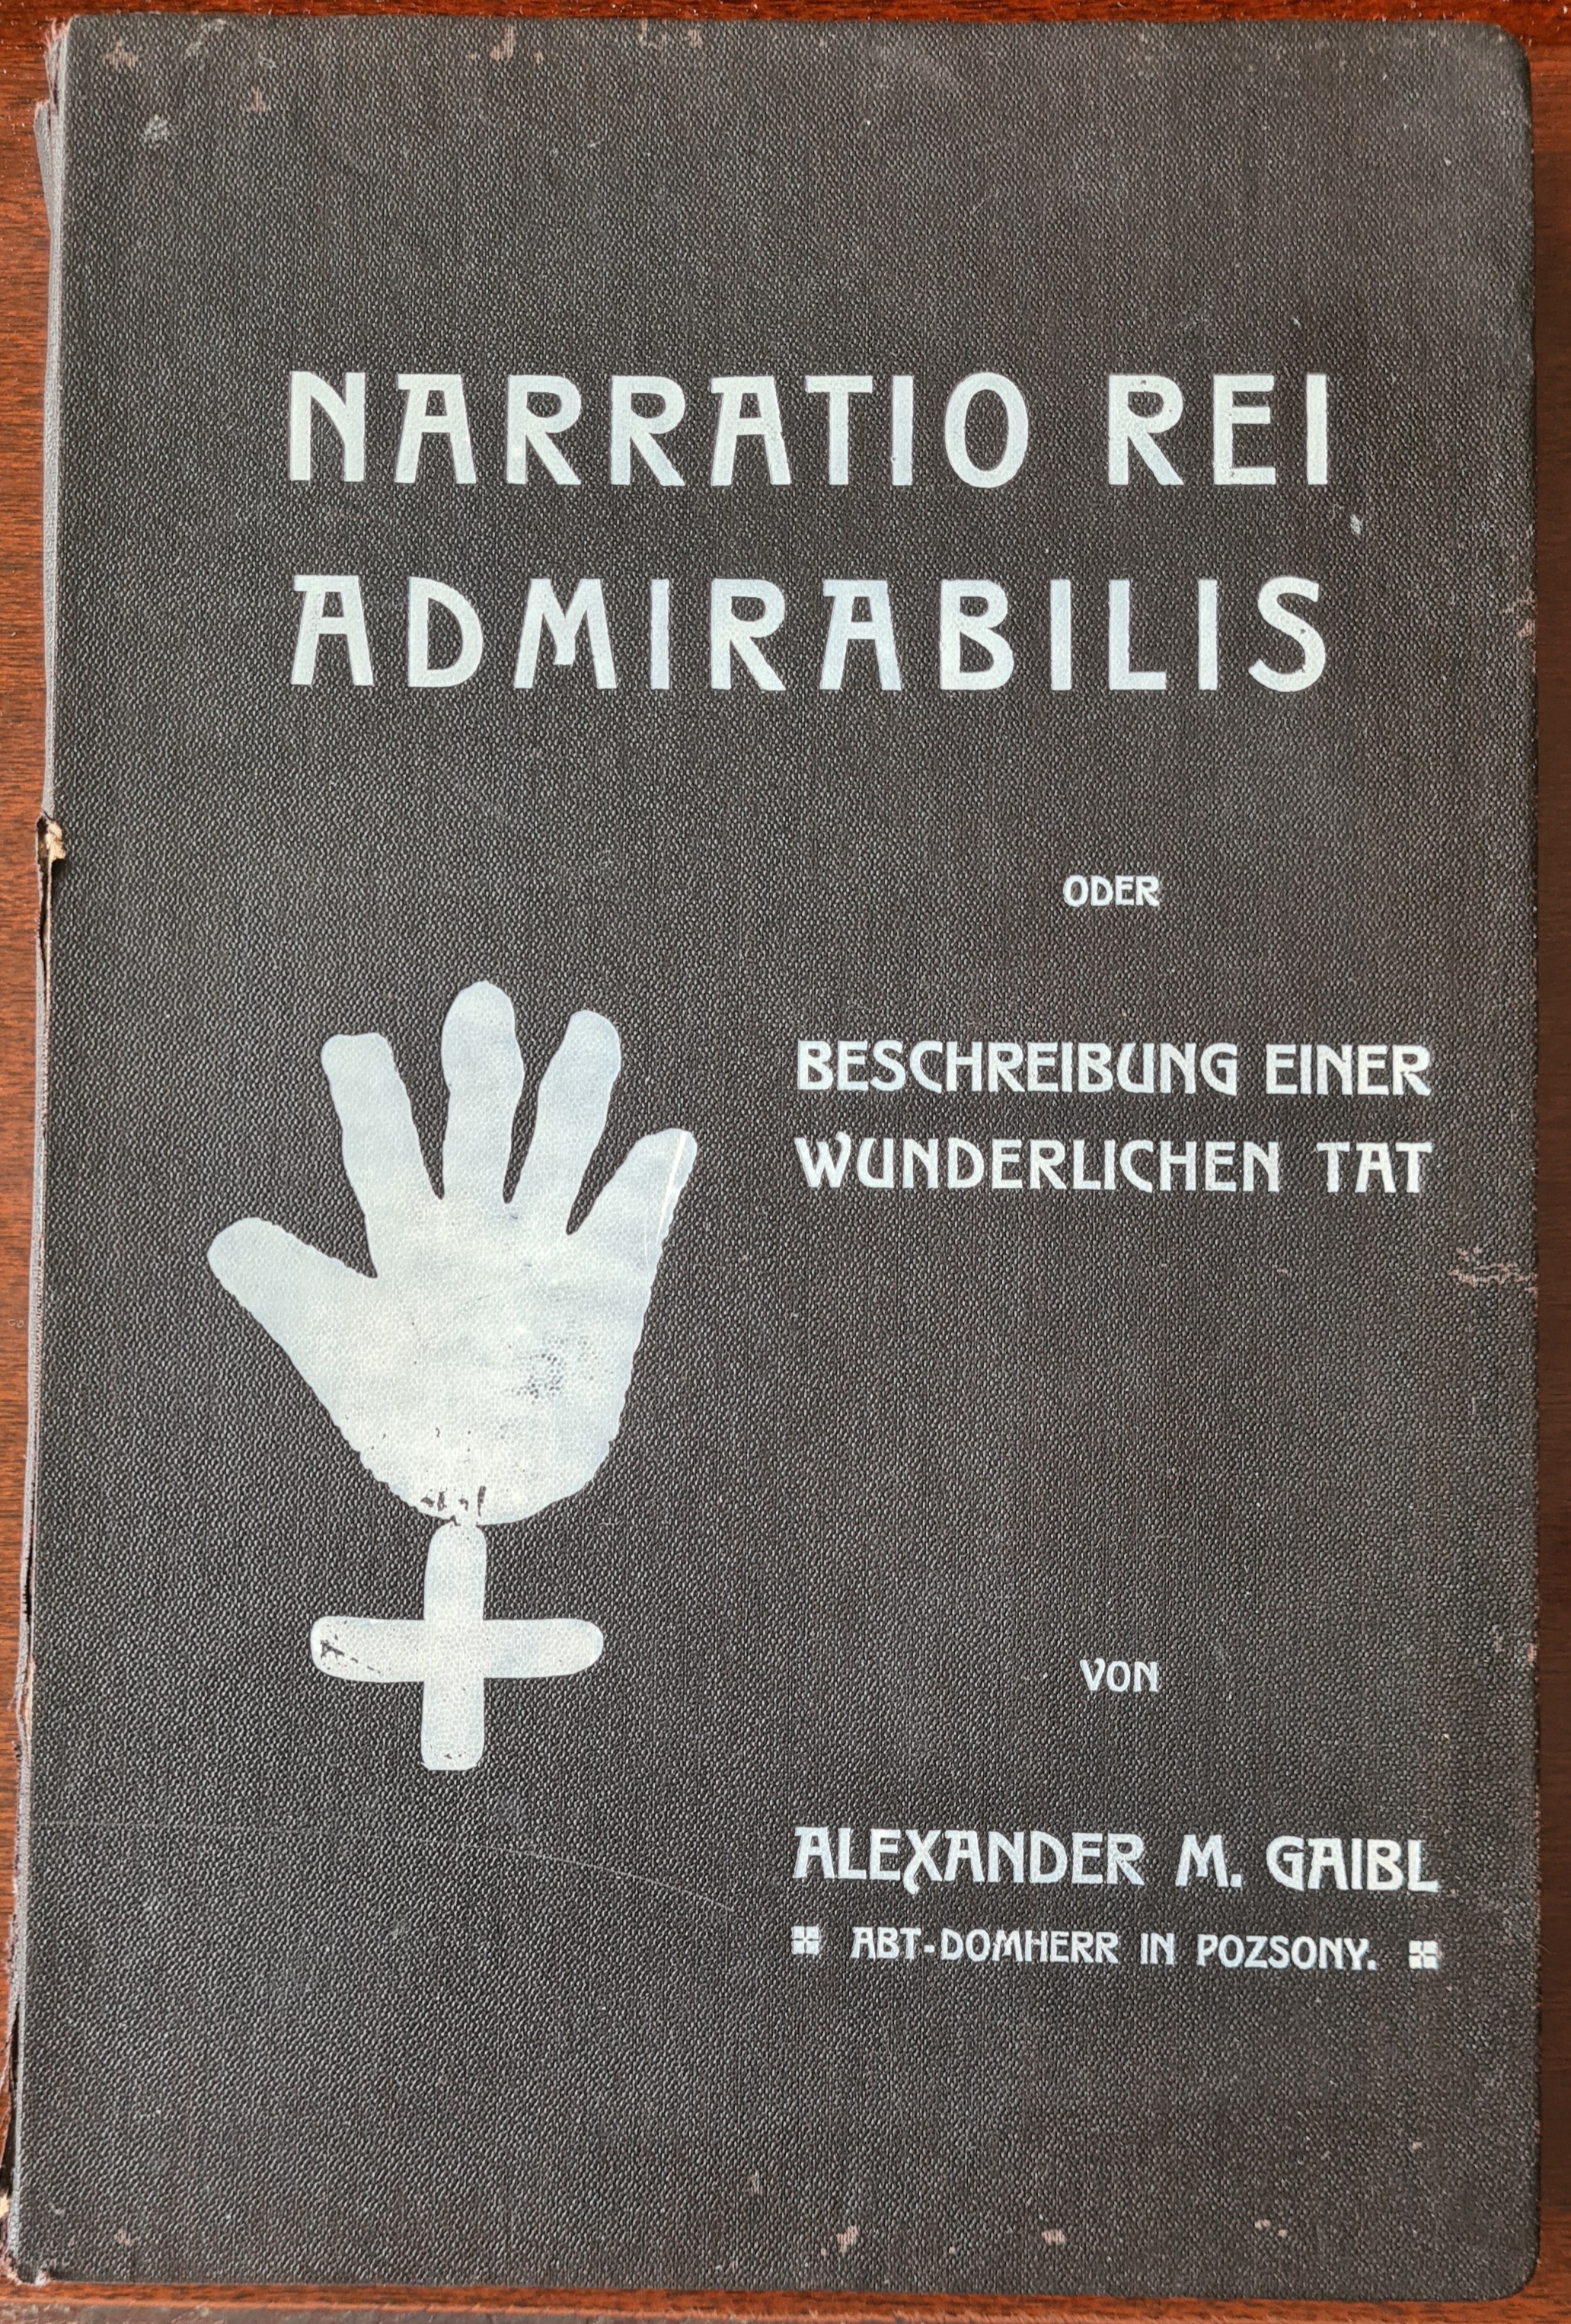 NARRATIO REI
ADMIRABILIS
ODER
BESCHREIBUNG EINER
WUNDERLICHEN TAT
VON
ALEXANDER M. GAIBL
ABT-DOMHERR IN POZSONY.